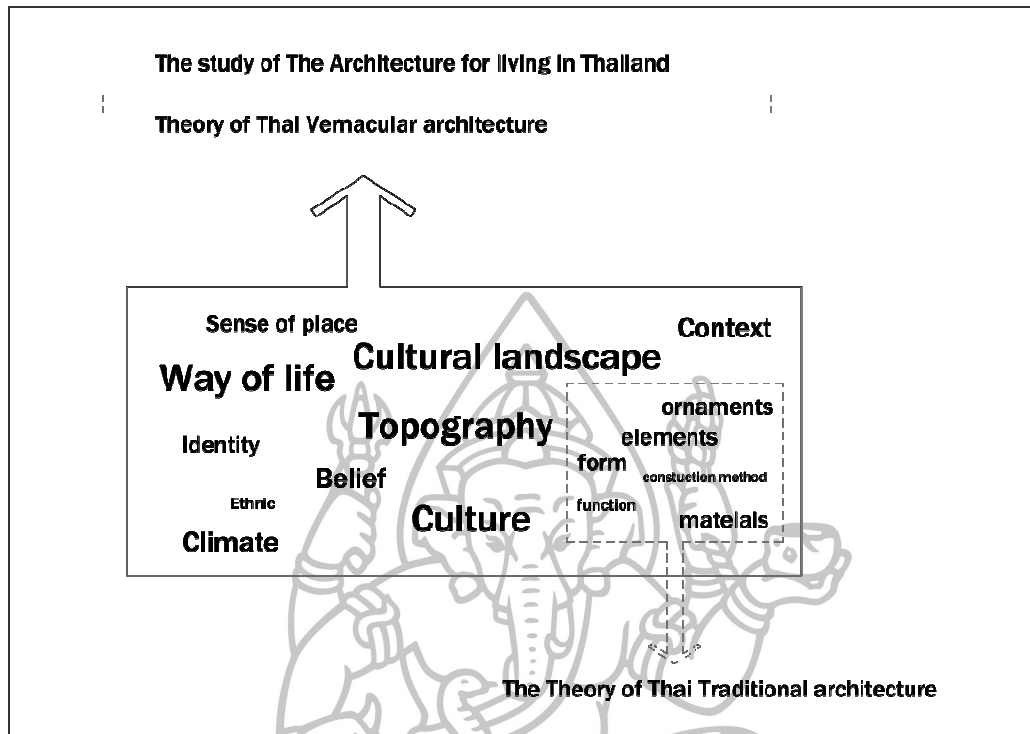 The study of The Architecture for living in Thailand
Theory of Thai Vernacular architecture
Sense of place
Context
Cultural landscape
Way of life
ornaments
Topography
elements
Identity
form
Belief
constuction method
Ethnic
function
Culture
matelals
Climate
The Theory of Thai Traditional architecture